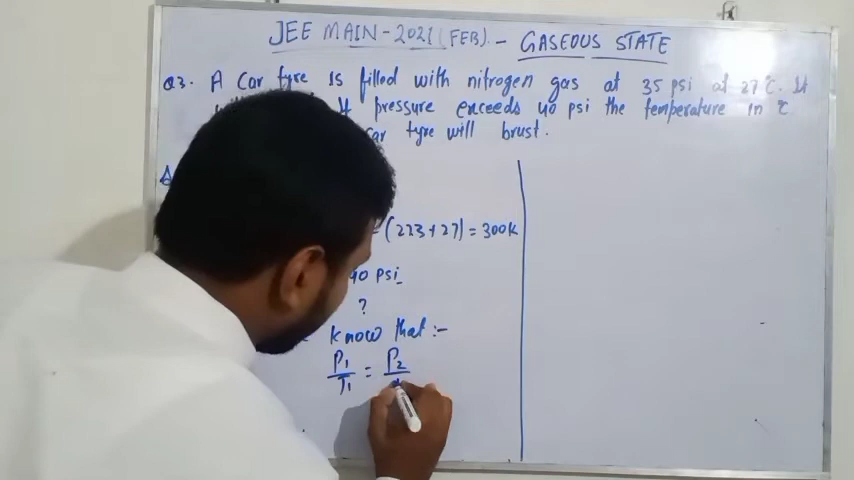 JEE MAIN-2021(FEB).- GASEOUS STATE
Q3. A Car tyre is filled with nitrogen gas at 35 psi at 27°C. It
If pressure exceeds 40 psi the temperature in °C
car tyre will brust.
= (223+27) = 300K
40 psi
?
know that :-
P1/T1 = P2/